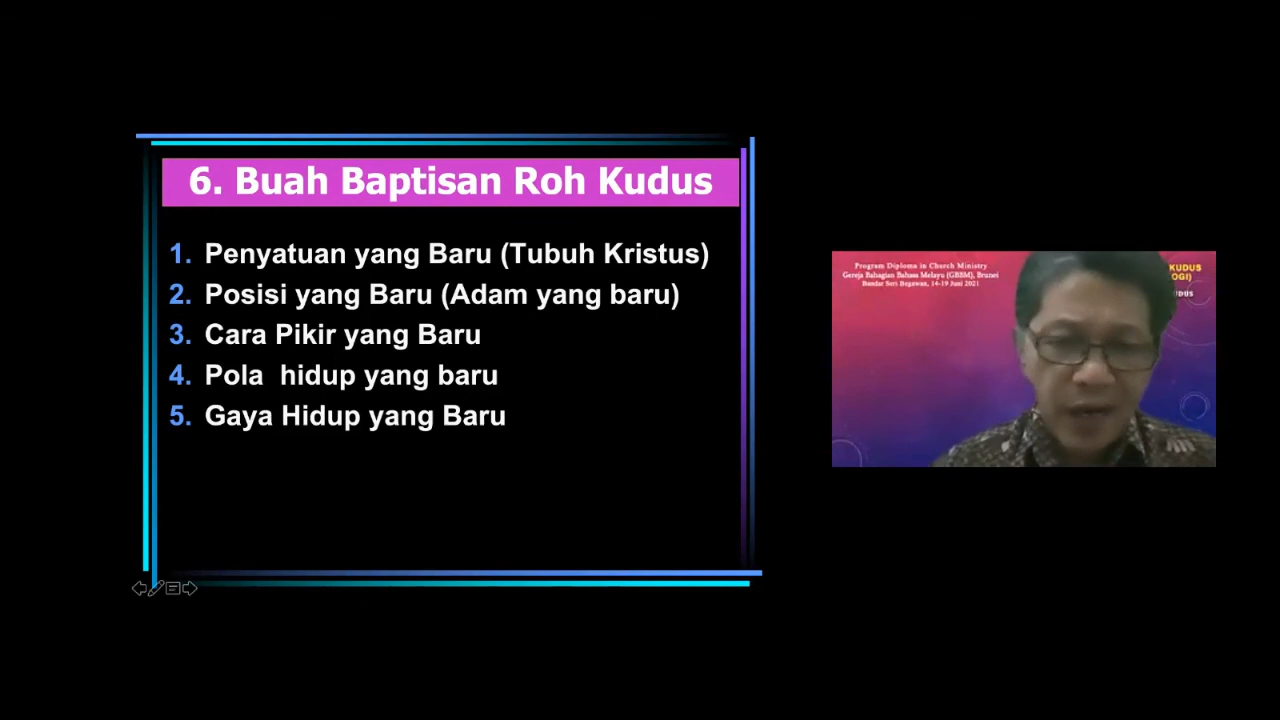 6. Buah Baptisan Roh Kudus
1. Penyatuan yang Baru (Tubuh Kristus)
2. Posisi yang Baru (Adam yang baru)
3. Cara Pikir yang Baru
4. Pola hidup yang baru
5. Gaya Hidup yang Baru
Program Diploma in Church Ministry
Gereja Bahagian Bahasa Melayu (GBBM), Brunei
Bandar Seri Begawan, 14-19 Juni 2021
KUDUS
OGI)
UDUS